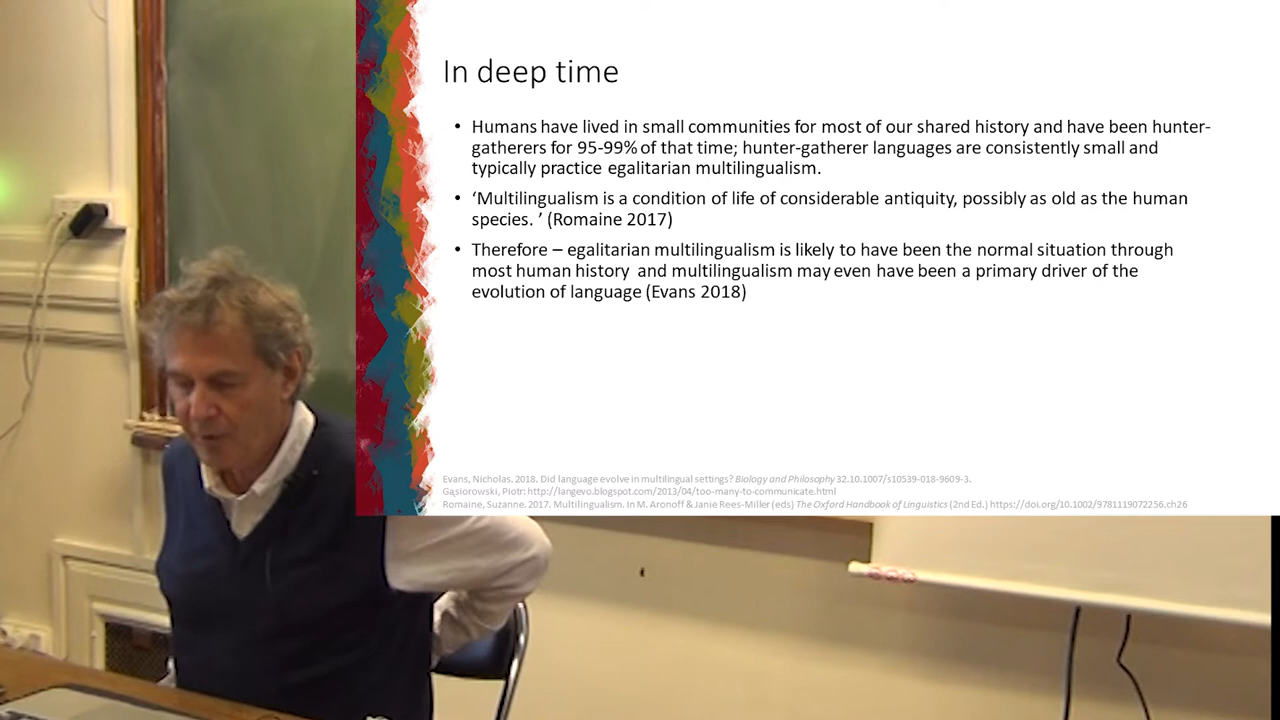 In deep time
• Humans have lived in small communities for most of our shared history and have been hunter-
gatherers for 95-99% of that time; hunter-gatherer languages are consistently small and
typically practice egalitarian multilingualism.
• ‘Multilingualism is a condition of life of considerable antiquity, possibly as old as the human
species. ’ (Romaine 2017)
• Therefore – egalitarian multilingualism is likely to have been the normal situation through
most human history and multilingualism may even have been a primary driver of the
evolution of language (Evans 2018)
Evans, Nicholas. 2018. Did language evolve in multilingual settings? Biology and Philosophy 32.10.1007/s10539-018-9609-3.
Gąsiorowski, Piotr: http://langevo.blogspot.com/2013/04/too-many-to-communicate.html
Romaine, Suzanne. 2017. Multilingualism. In M. Aronoff & Janie Rees-Miller (eds) The Oxford Handbook of Linguistics (2nd Ed.) https://doi.org/10.1002/9781119072256.ch26